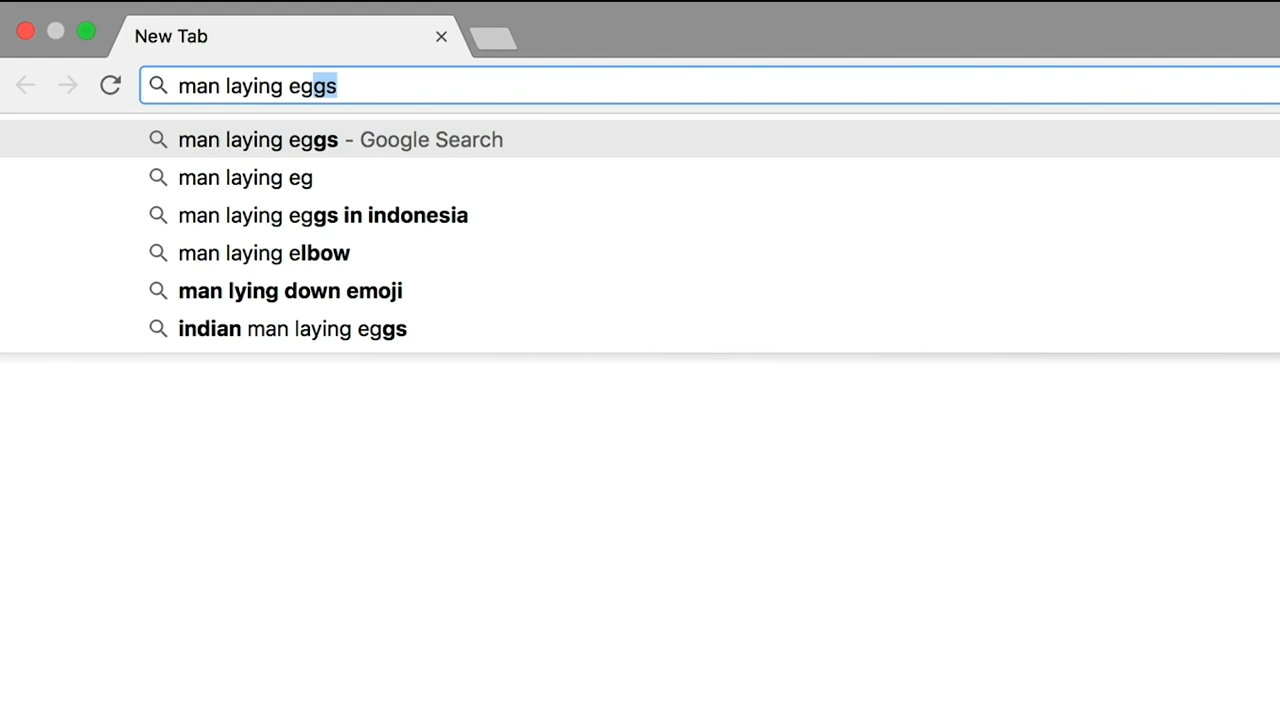 New Tab
man laying eggs
man laying eggs - Google Search
man laying eg
man laying eggs in indonesia
man laying elbow
man lying down emoji
indian man laying eggs